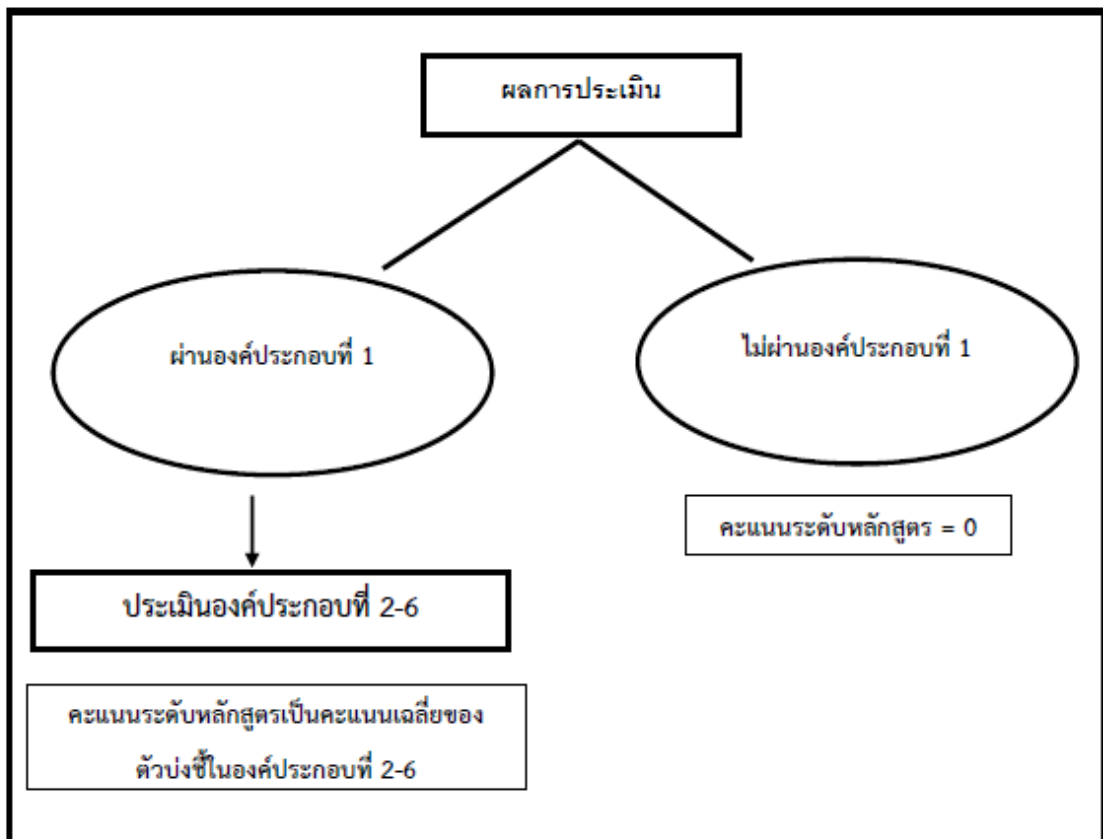 ผลการประเมิน
ผ่านองค์ประกอบที่ 1
ไม่ผ่านองค์ประกอบที่ 1
คะแนนระดับหลักสูตร = 0
ประเมินองค์ประกอบที่ 2-6
คะแนนระดับหลักสูตรเป็นคะแนนเฉลี่ยของ
ตัวบ่งชี้ในองค์ประกอบที่ 2-6